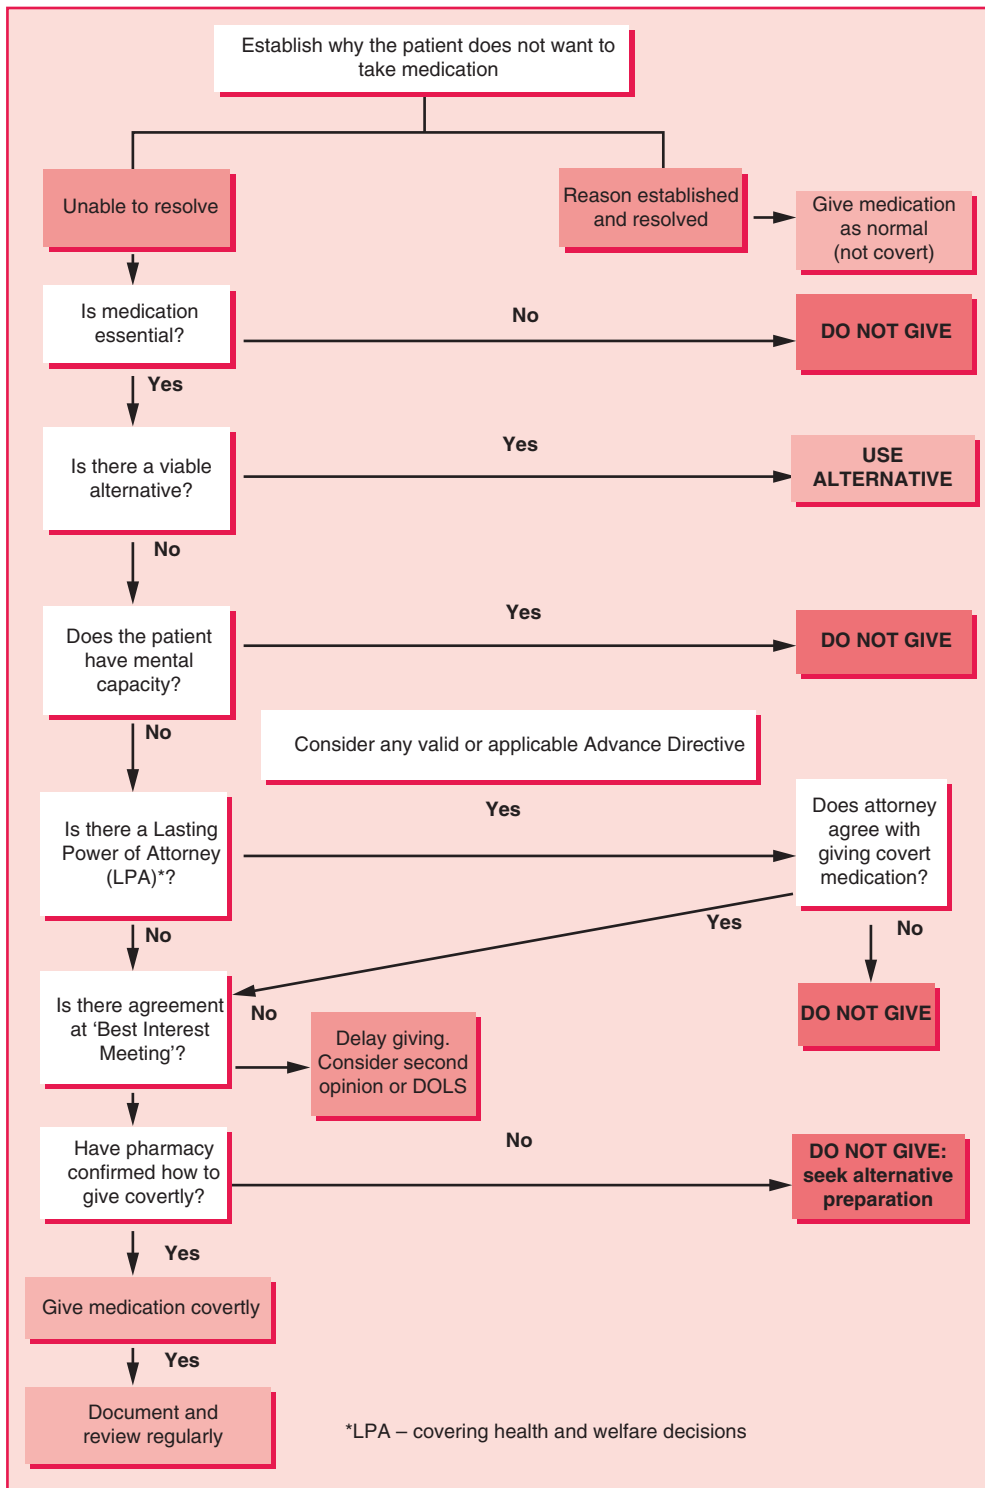 Establish why the patient does not want to
take medication
Unable to resolve
Reason established
and resolved
Give medication
as normal
(not covert)
Is medication
essential?
No
DO NOT GIVE
Yes
Is there a viable
alternative?
Yes
USE
ALTERNATIVE
No
Does the patient
have mental
capacity?
Yes
DO NOT GIVE
No
Consider any valid or applicable Advance Directive
Is there a Lasting
Power of Attorney
(LPA)*?
Yes
Does attorney
agree with
giving covert
medication?
Yes
No
DO NOT GIVE
No
Is there agreement
at ‘Best Interest
Meeting’?
No
Delay giving.
Consider second
opinion or DOLS
Have pharmacy
confirmed how to
give covertly?
No
DO NOT GIVE:
seek alternative
preparation
Yes
Give medication covertly
Yes
Document and
review regularly
*LPA – covering health and welfare decisions